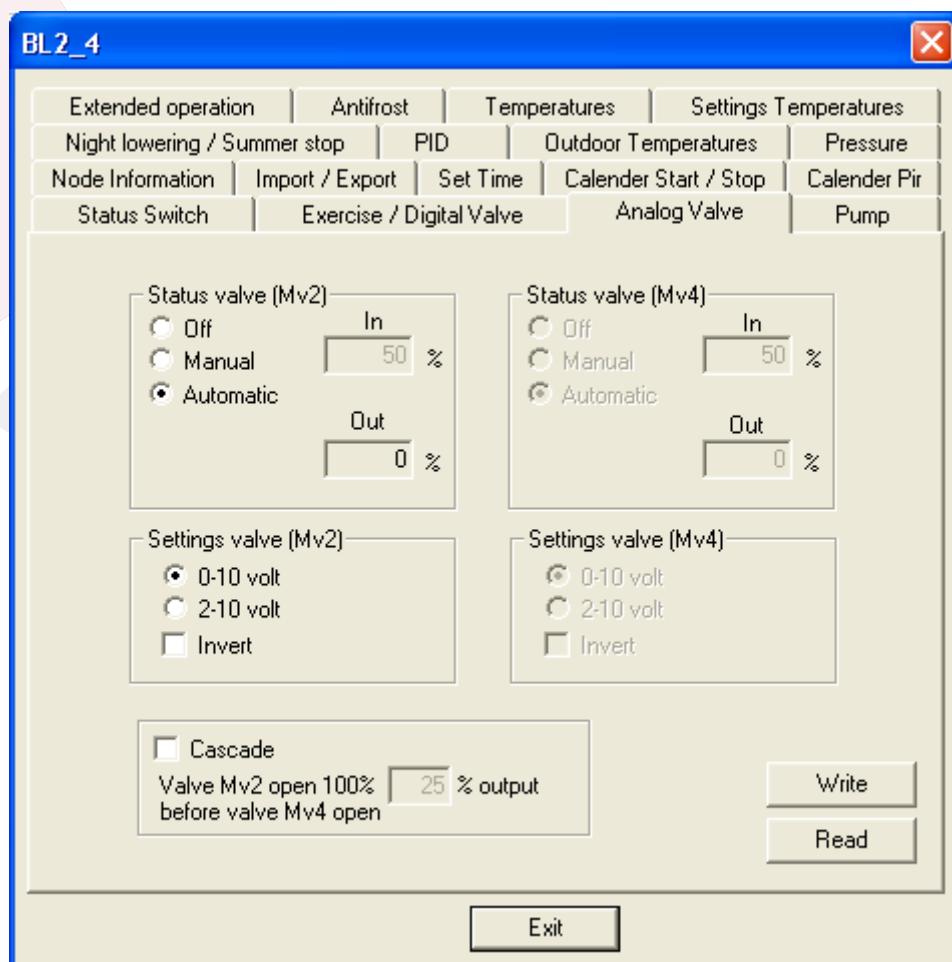 BL2_4
Extended operation Antifrost Temperatures Settings Temperatures
Night lowering / Summer stop PID Outdoor Temperatures Pressure
Node Information Import / Export Set Time Calender Start / Stop Calender Pir
Status Switch Exercise / Digital Valve Analog Valve Pump
Status valve (Mv2)
Off
In
Manual
50 %
Automatic
Out
0 %
Status valve (Mv4)
Off
In
Manual
50 %
Automatic
Out
0 %
Settings valve (Mv2)
0-10 volt
2-10 volt
Invert
Settings valve (Mv4)
0-10 volt
2-10 volt
Invert
Cascade
Valve Mv2 open 100% 25 % output
before valve Mv4 open
Write
Read
Exit